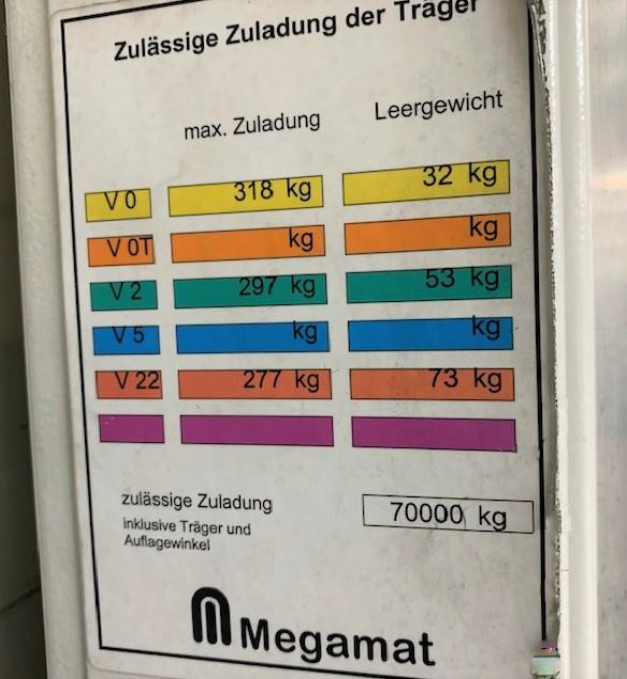 Zulässige Zuladung der Träger
max. Zuladung Leergewicht
V 0 318 kg 32 kg
V 0T kg kg
V 2 297 kg 53 kg
V 5 kg kg
V 22 277 kg 73 kg
zulässige Zuladung 70000 kg
inklusive Träger und
Auflagewinkel
Megamat